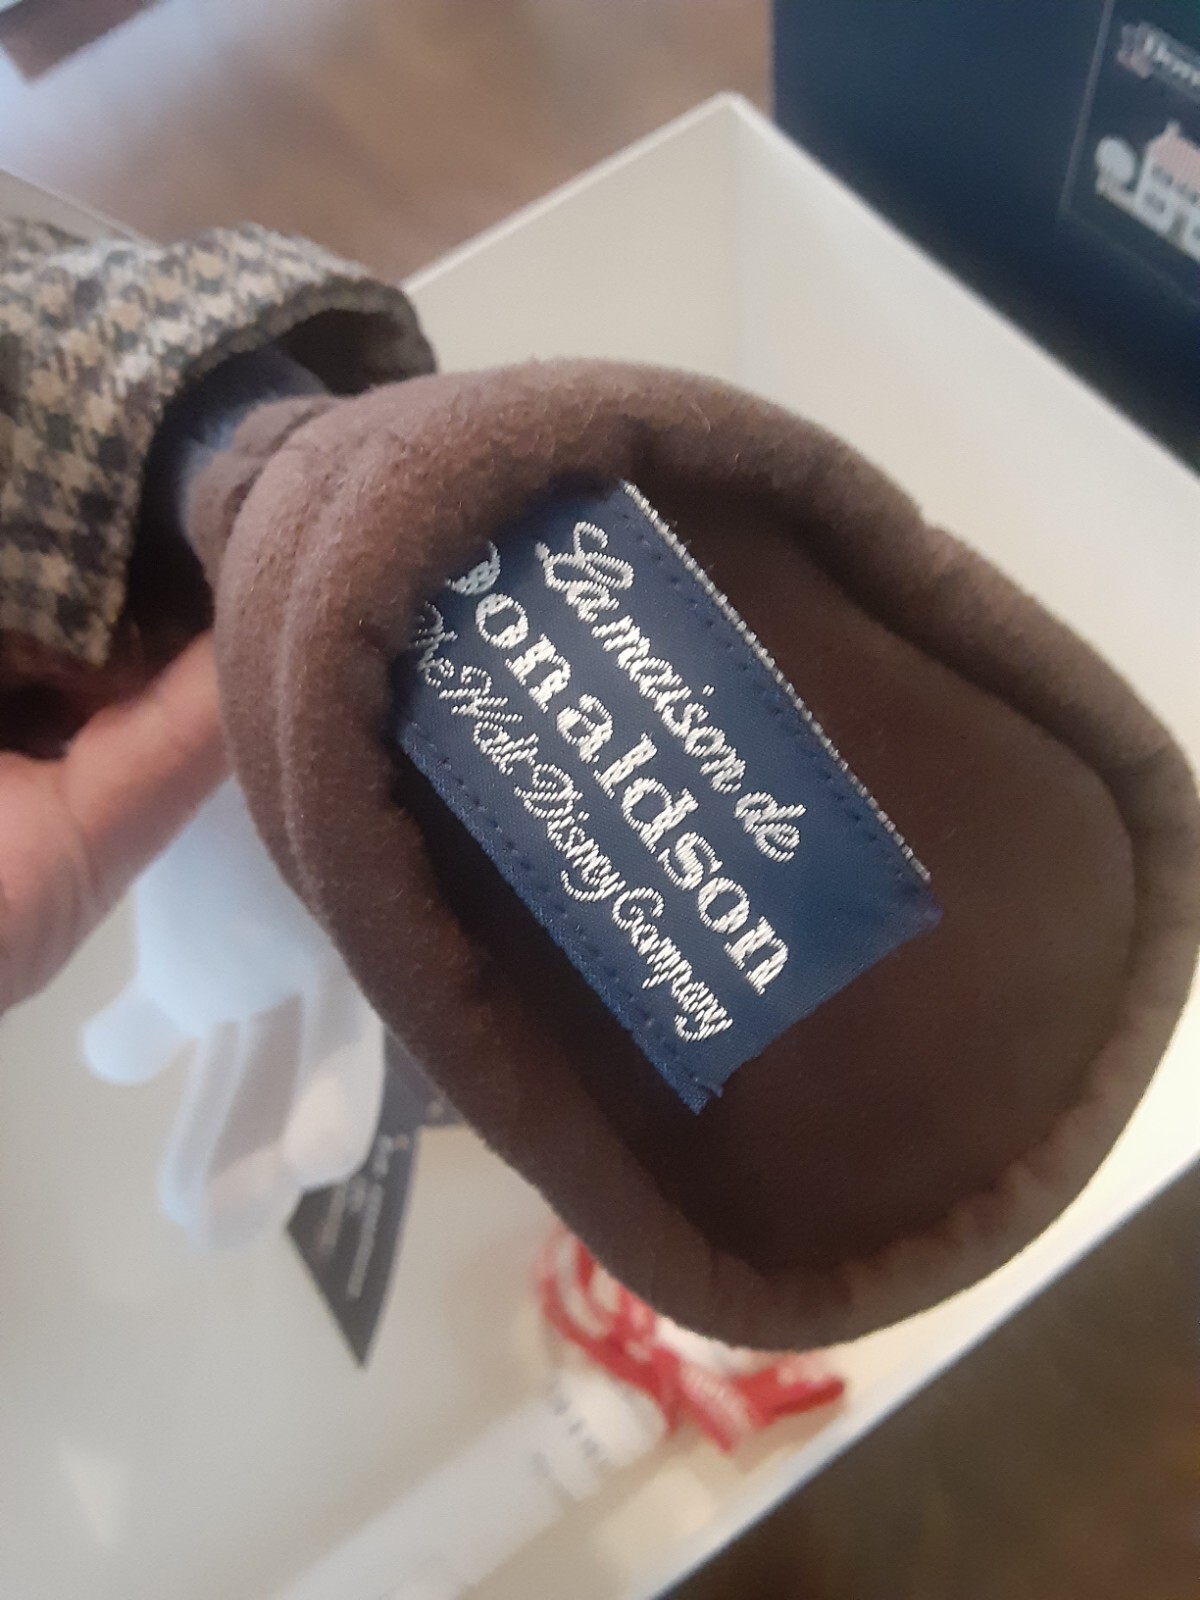 La maison de
Donaldson
The Walt Disney Company